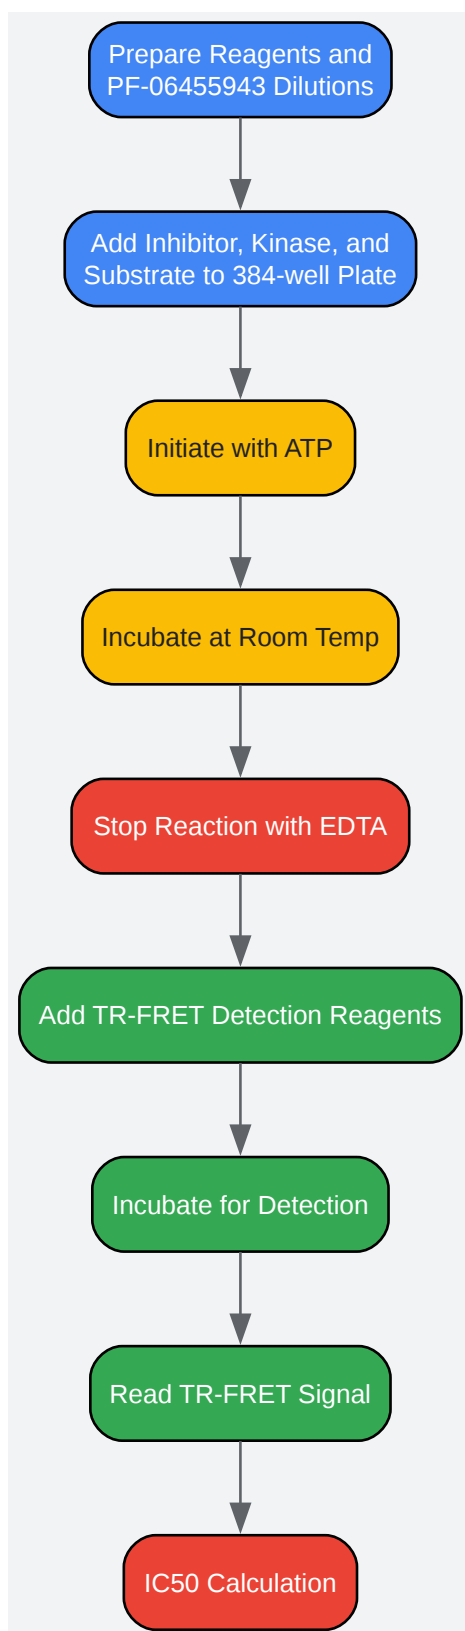 Prepare Reagents and
PF-06455943 Dilutions
Add Inhibitor, Kinase, and
Substrate to 384-well Plate
Initiate with ATP
Incubate at Room Temp
Stop Reaction with EDTA
Add TR-FRET Detection Reagents
Incubate for Detection
Read TR-FRET Signal
IC50 Calculation